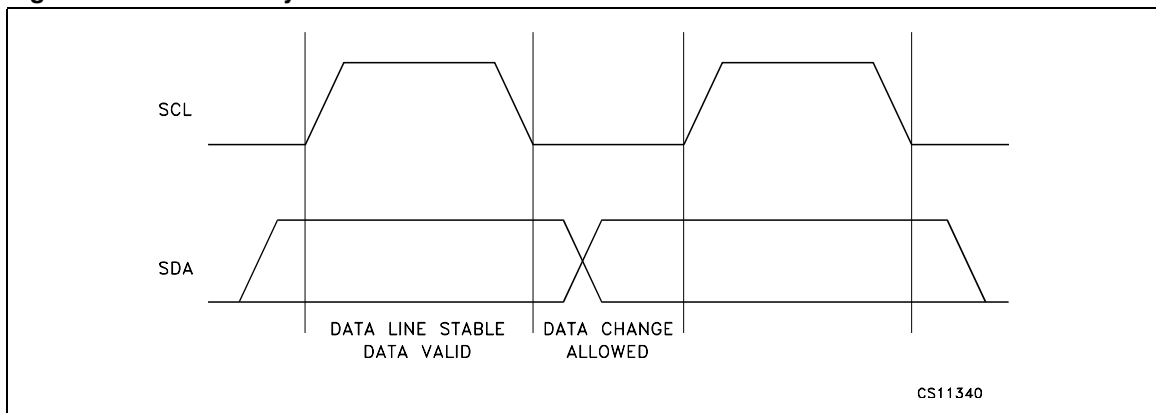 SCL
SDA
DATA LINE STABLE
DATA VALID
DATA CHANGE
ALLOWED
CS11340